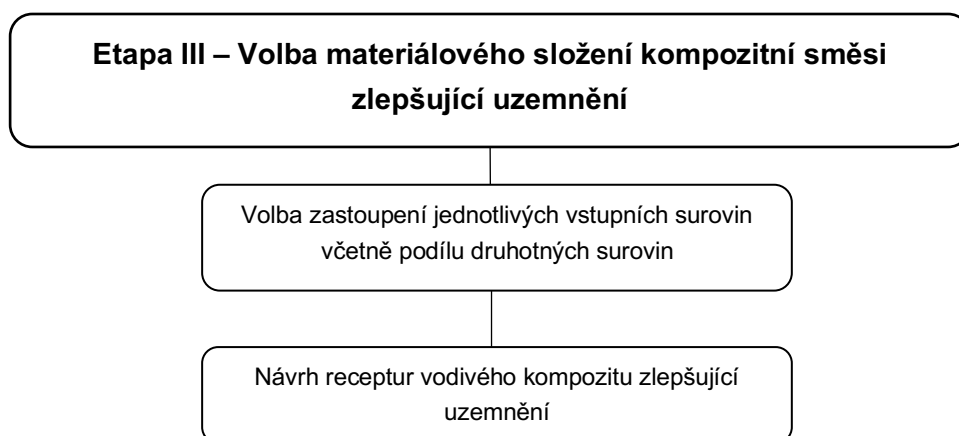 Etapa III – Volba materiálového složení kompozitní směsi
zlepšující uzemnění
Volba zastoupení jednotlivých vstupních surovin
včetně podílu druhotných surovin
Návrh receptur vodivého kompozitu zlepšující
uzemnění